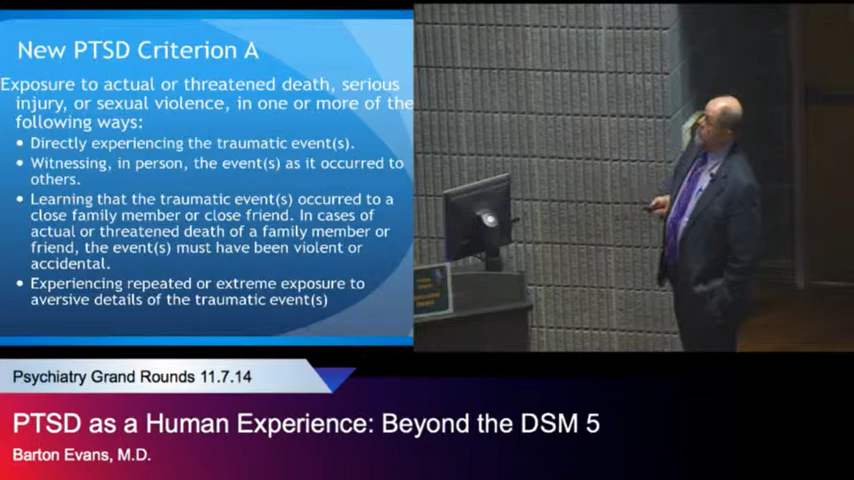 New PTSD Criterion A
Exposure to actual or threatened death, serious
injury, or sexual violence, in one or more of the
following ways:
• Directly experiencing the traumatic event(s).
• Witnessing, in person, the event(s) as it occurred to
others.
• Learning that the traumatic event(s) occurred to a
close family member or close friend. In cases of
actual or threatened death of a family member or
friend, the event(s) must have been violent or
accidental.
• Experiencing repeated or extreme exposure to
aversive details of the traumatic event(s)
Psychiatry Grand Rounds 11.7.14
PTSD as a Human Experience: Beyond the DSM 5
Barton Evans, M.D.